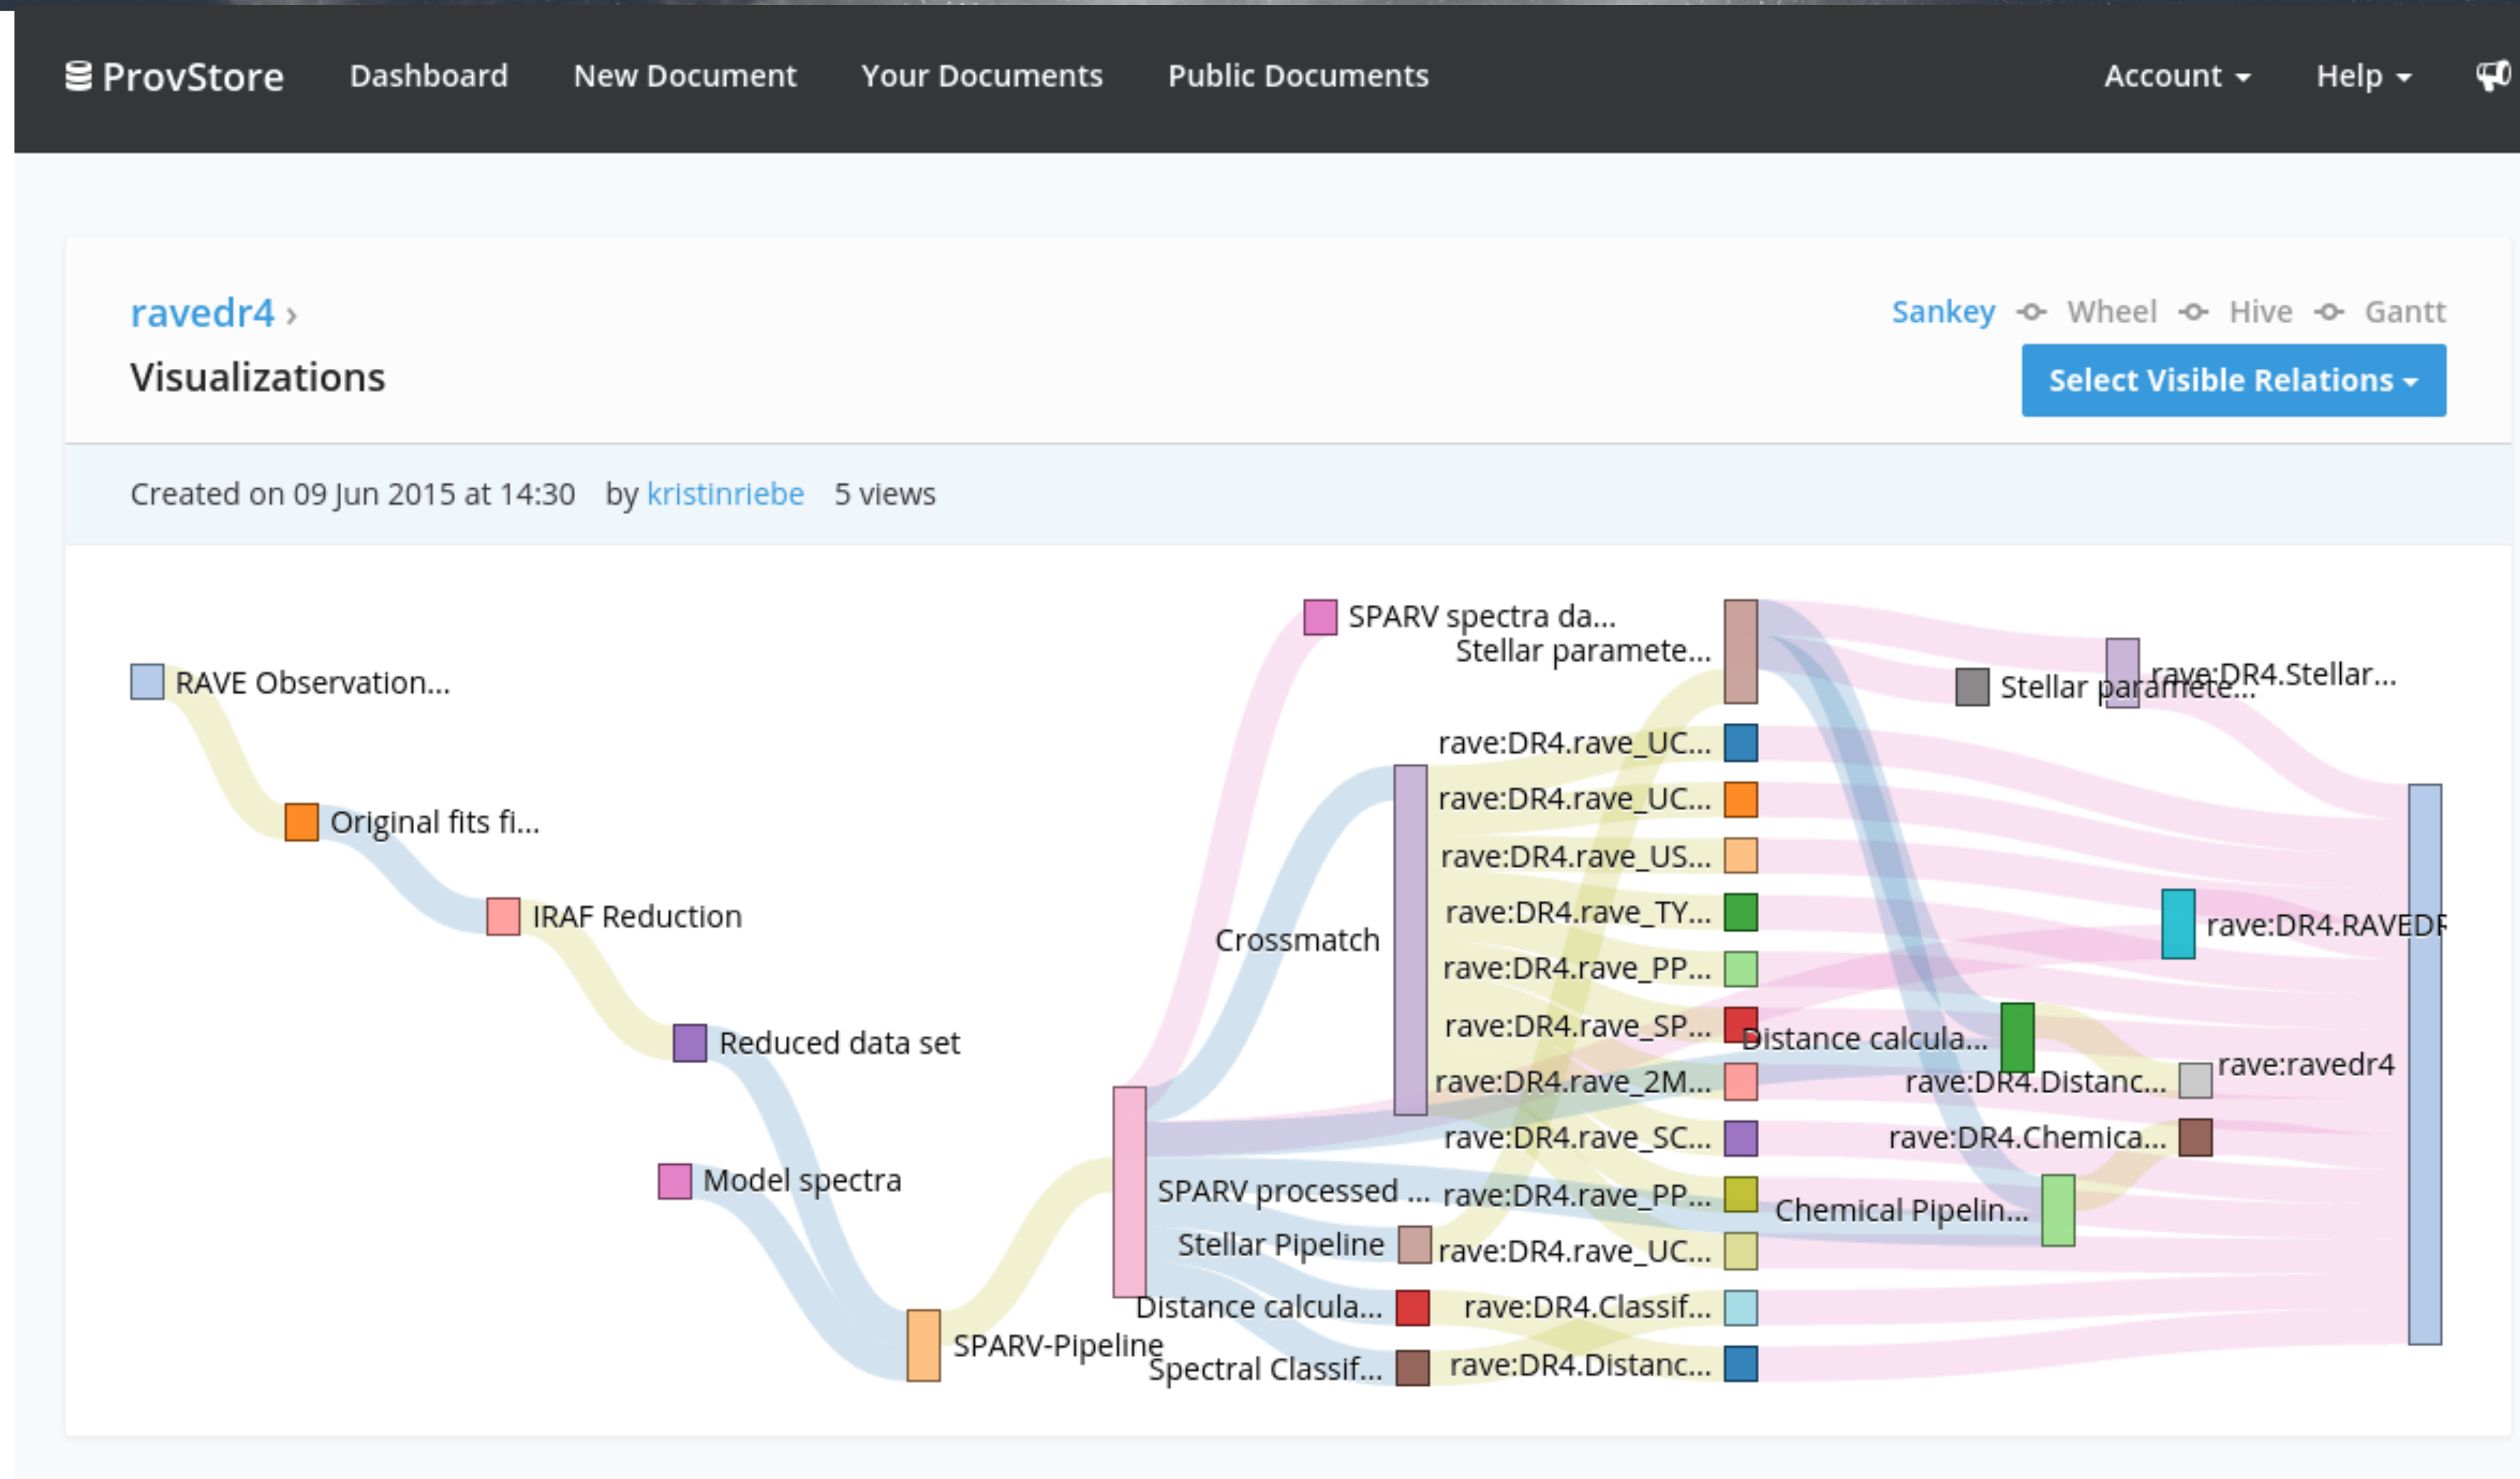 ProvStore Dashboard New Document Your Documents Public Documents Account Help
ravedr4 ›
Sankey Wheel Hive Gantt
Visualizations
Select Visible Relations
Created on 09 Jun 2015 at 14:30 by kristinriebe 5 views
SPARV spectra da...
Stellar paramete...
RAVE Observation...
rave:DR4.Stellar...
Stellar paramete...
rave:DR4.rave_UC...
rave:DR4.rave_UC...
Original fits fi...
rave:DR4.rave_US...
rave:DR4.rave_TY...
IRAF Reduction
rave:DR4.RAVEDR
Crossmatch
rave:DR4.rave_PP...
rave:DR4.rave_SP...
Distance calcula...
Reduced data set
rave:ravedr4
rave:DR4.rave_2M...
rave:DR4.Distanc...
rave:DR4.rave_SC...
rave:DR4.Chemica...
Model spectra
SPARV processed ...
rave:DR4.rave_PP...
Chemical Pipelin...
Stellar Pipeline
rave:DR4.rave_UC...
Distance calcula...
rave:DR4.Classif...
SPARV-Pipeline
Spectral Classif...
rave:DR4.Distanc...